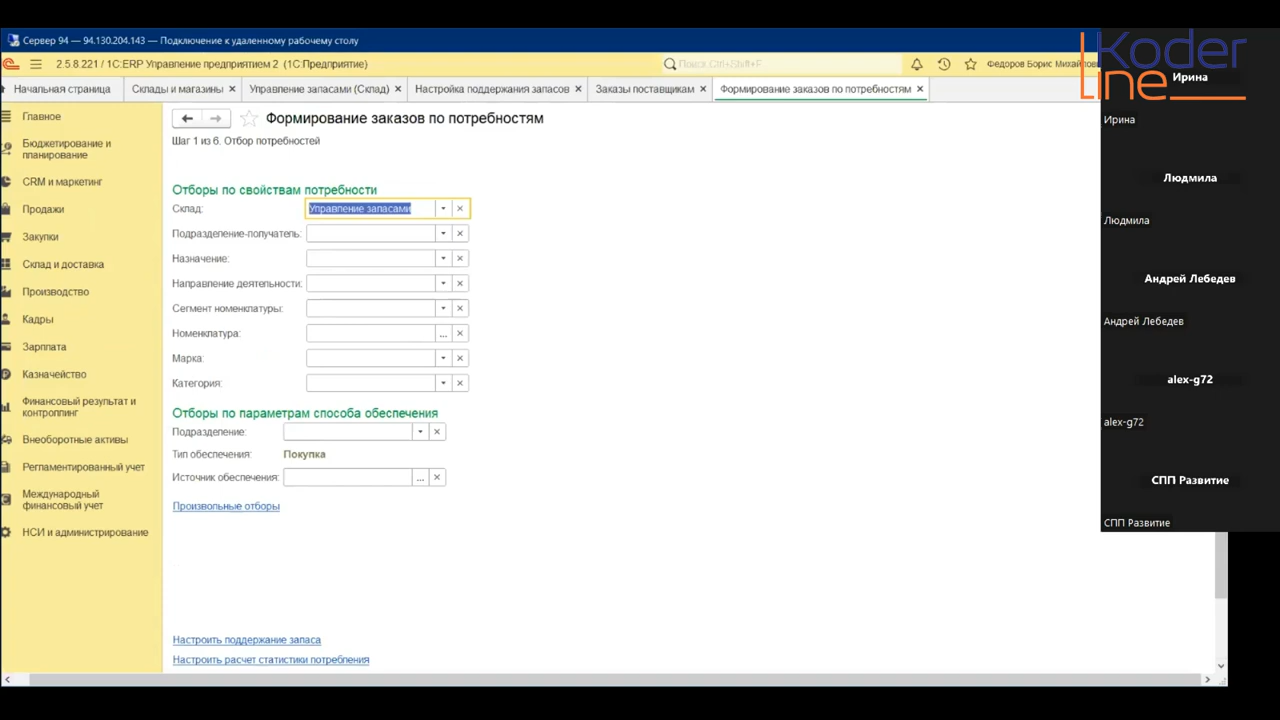 Сервер 94 — 94.130.204.143 — Подключение к удаленному рабочему столу
2.5.8.221 / 1С:ERP Управление предприятием 2 (1С:Предприятие)
Поиск Ctrl+Shift+F
Федоров Борис Михайлов
Начальная страница
Склады и магазины ×
Управление запасами (Склад) ×
Настройка поддержания запасов ×
Заказы поставщикам ×
Формирование заказов по потребностям ×
Главное
Бюджетирование и
планирование
CRM и маркетинг
Продажи
Закупки
Склад и доставка
Производство
Кадры
Зарплата
Казначейство
Финансовый результат и
контроллинг
Внеоборотные активы
Регламентированный учет
Международный
финансовый учет
НСИ и администрирование
Формирование заказов по потребностям
Шаг 1 из 6. Отбор потребностей
Отборы по свойствам потребности
Склад: Управление запасами
Подразделение-получатель:
Назначение:
Направление деятельности:
Сегмент номенклатуры:
Номенклатура: ...
Марка:
Категория:
Отборы по параметрам способа обеспечения
Подразделение:
Тип обеспечения: Покупка
Источник обеспечения: ...
Произвольные отборы
Настроить поддержание запаса
Настроить расчет статистики потребления
Koder
line
Ирина
Ирина
Людмила
Людмила
Андрей Лебедев
Андрей Лебедев
alex-g72
alex-g72
СПП Развитие
СПП Развитие